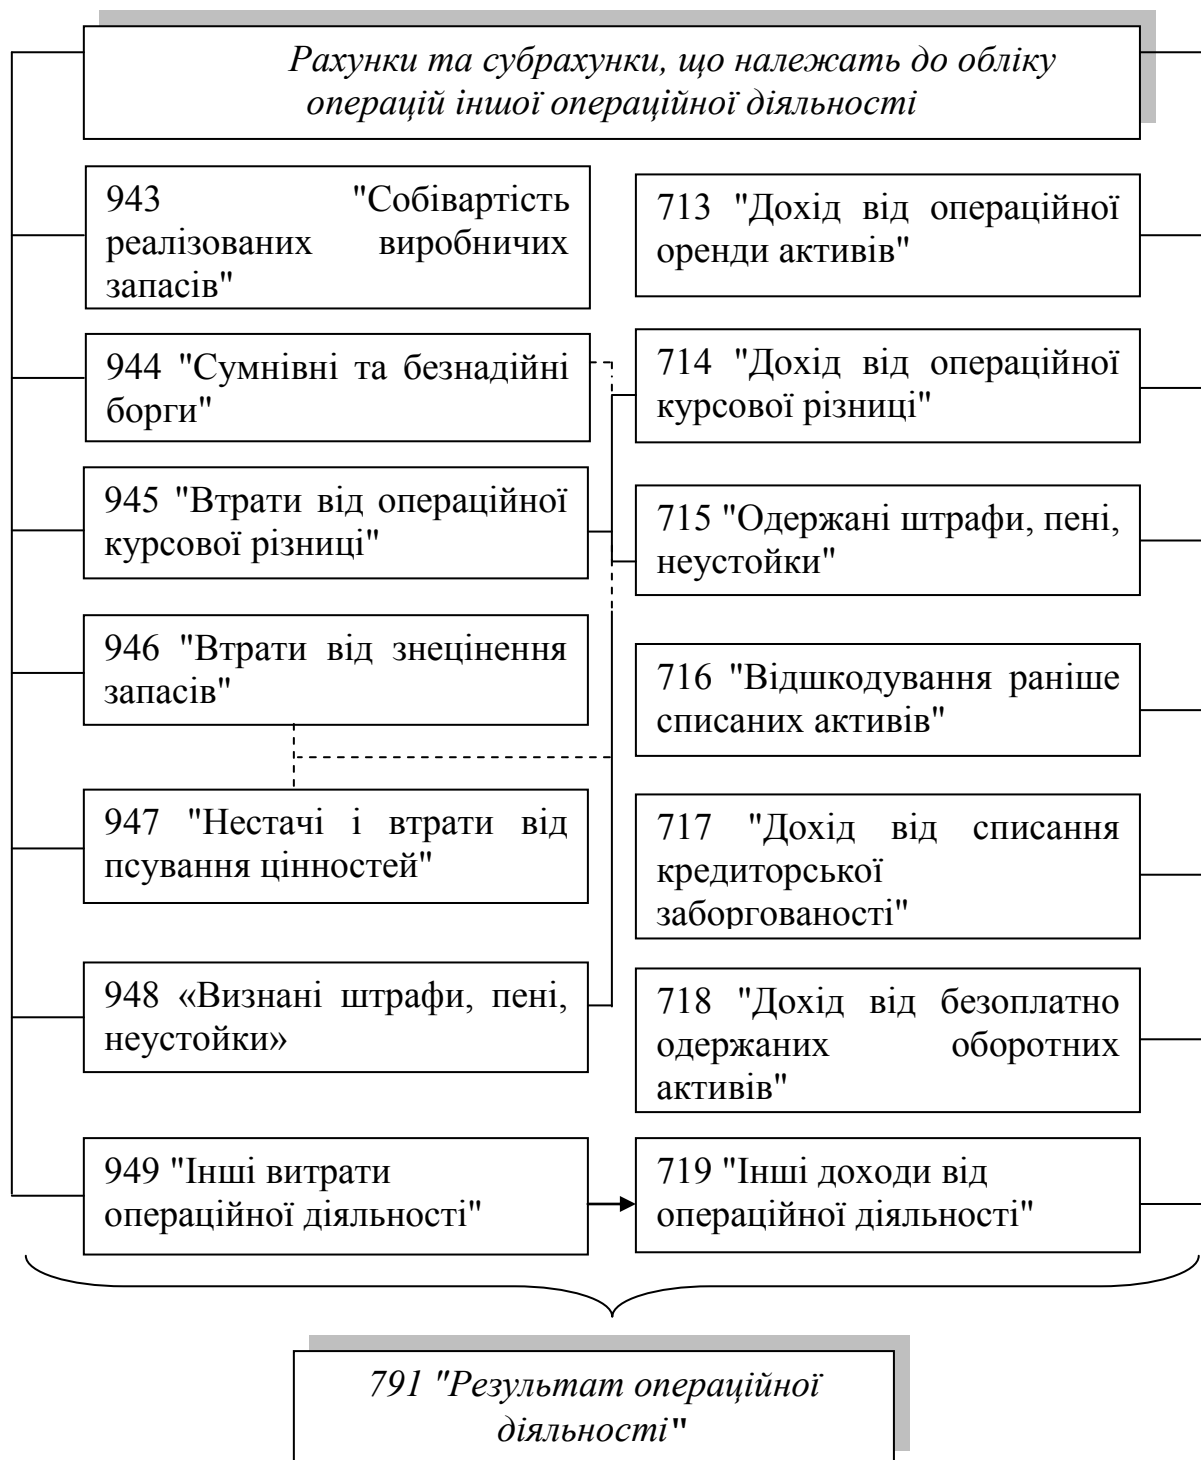 Рахунки та субрахунки, що належать до обліку
операцій іншої операційної діяльності
943 "Собівартість
реалізованих виробничих
запасів"
944 "Сумнівні та безнадійні
борги"
945 "Втрати від операційної
курсової різниці"
946 "Втрати від знецінення
запасів"
947 "Нестачі і втрати від
псування цінностей"
948 «Визнані штрафи, пені,
неустойки»
949 "Інші витрати
операційної діяльності"
713 "Дохід від операційної
оренди активів"
714 "Дохід від операційної
курсової різниці"
715 "Одержані штрафи, пені,
неустойки"
716 "Відшкодування раніше
списаних активів"
717 "Дохід від списання
кредиторської
заборгованості"
718 "Дохід від безоплатно
одержаних оборотних
активів"
719 "Інші доходи від
операційної діяльності"
791 "Результат операційної
діяльності"